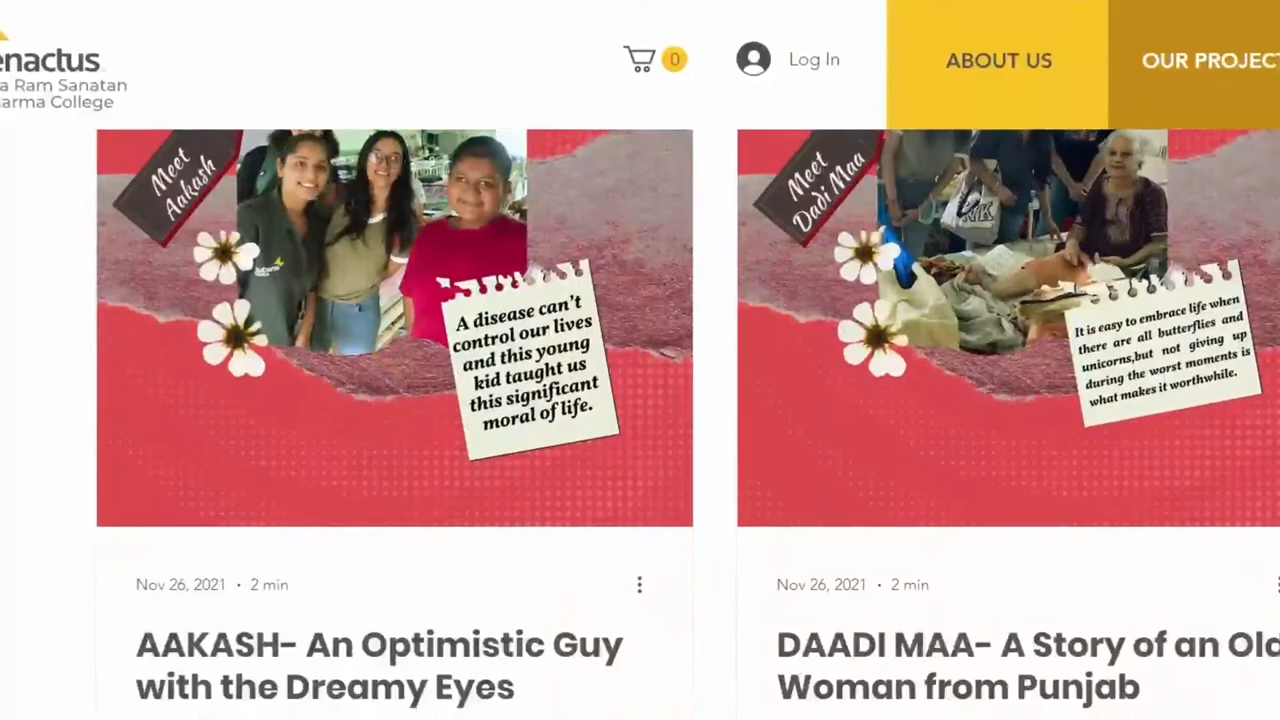 enactus
a Ram Sanatan
arma College
0
Log In
ABOUT US
OUR PROJECT
Meet
Aakash
A disease can't
control our lives
and this young
kid taught us
this significant
moral of life.
Meet
Dadi Maa
It is easy to embrace life when
there are all butterflies and
unicorns,but not giving up
during the worst moments is
what makes it worthwhile.
Nov 26, 2021 · 2 min
AAKASH- An Optimistic Guy
with the Dreamy Eyes
Nov 26, 2021 · 2 min
DAADI MAA- A Story of an Old
Woman from Punjab